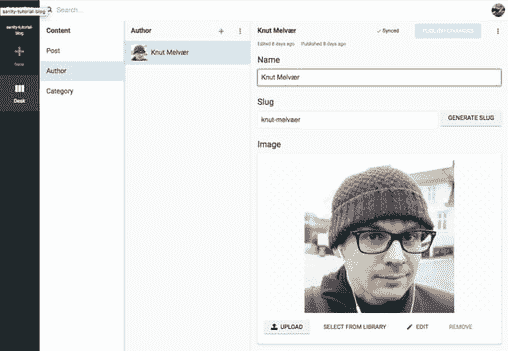 sanity-tutorial-blog
Search...
sanity-tutorial-
blog
New
Desk
Content
Post
Author
Category
Author
Knut Melvær
Knut Melvær
Synced
PUBLISH CHANGES
Edited 8 days ago Published 8 days ago
Name
Knut Melvær
Slug
knut-melvaer
GENERATE SLUG
Image
UPLOAD
SELECT FROM LIBRARY
EDIT
REMOVE